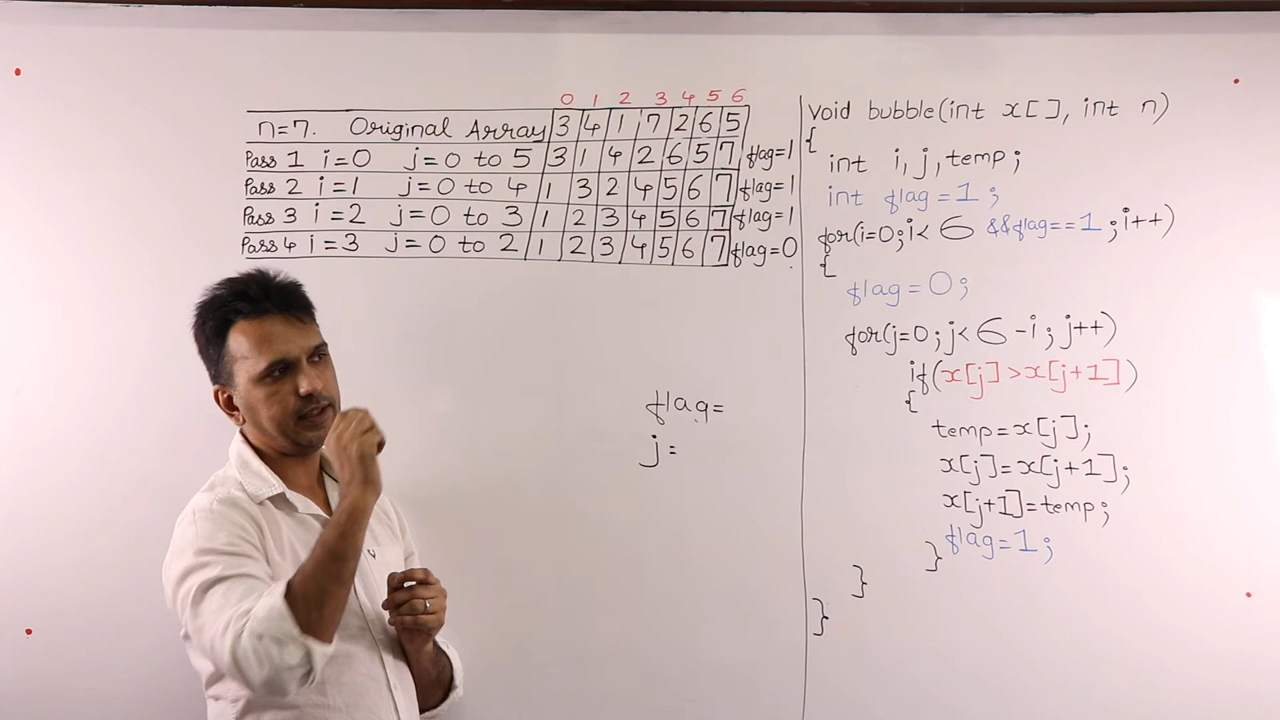 0 1 2 3 4 5 6
n=7. Original Array 3 4 1 7 2 6 5
Pass 1 i=0 j=0 to 5 3 1 4 2 6 5 7 flag=1
Pass 2 i=1 j=0 to 4 1 3 2 4 5 6 7 flag=1
Pass 3 i=2 j=0 to 3 1 2 3 4 5 6 7 flag=1
Pass 4 i=3 j=0 to 2 1 2 3 4 5 6 7 flag=0
flag=
j=
Void bubble(int x[], int n)
{
int i, j, temp;
int flag=1;
for(i=0;i<6 &&flag==1;i++)
{
flag=0;
for(j=0;j<6-i;j++)
if(x[j]>x[j+1])
{
temp=x[j];
x[j]=x[j+1];
x[j+1]=temp;
flag=1;
}
}
}